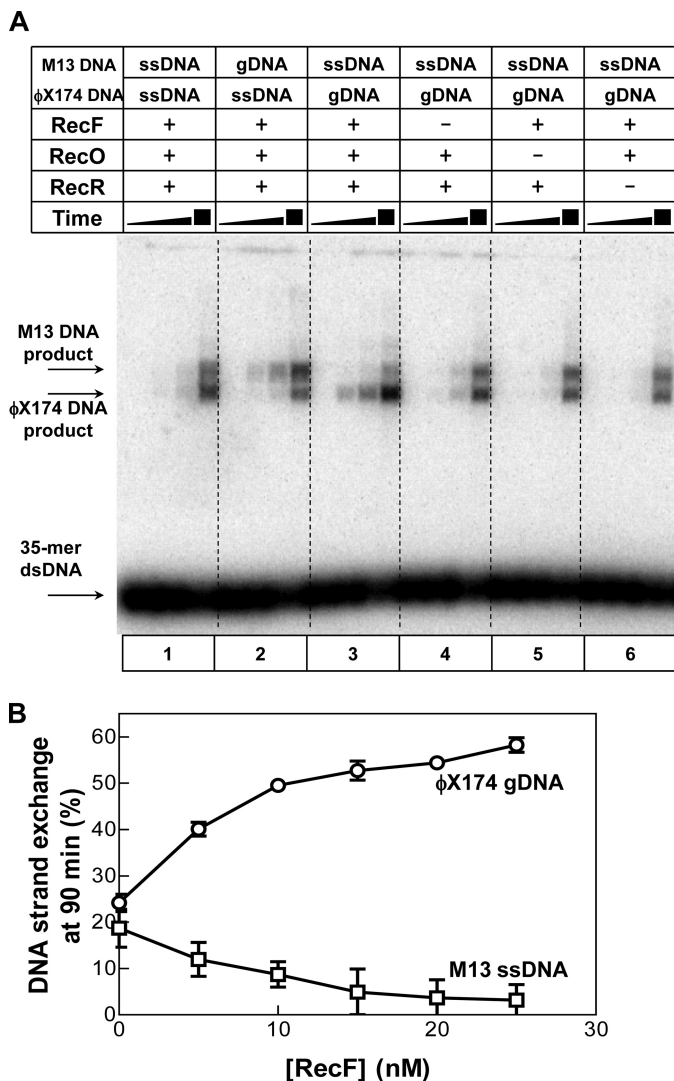 A
M13 DNA ssDNA gDNA ssDNA ssDNA ssDNA ssDNA
ϕX174 DNA ssDNA ssDNA gDNA gDNA gDNA gDNA
RecF + + + − + +
RecO + + + + − +
RecR + + + + + −
Time
M13 DNA
product
ϕX174 DNA
product
35-mer
dsDNA
1 2 3 4 5 6
B
60
50
40
30
20
10
0
DNA strand exchange
at 90 min (%)
ϕX174 gDNA
M13 ssDNA
0 10 20 30
[RecF] (nM)